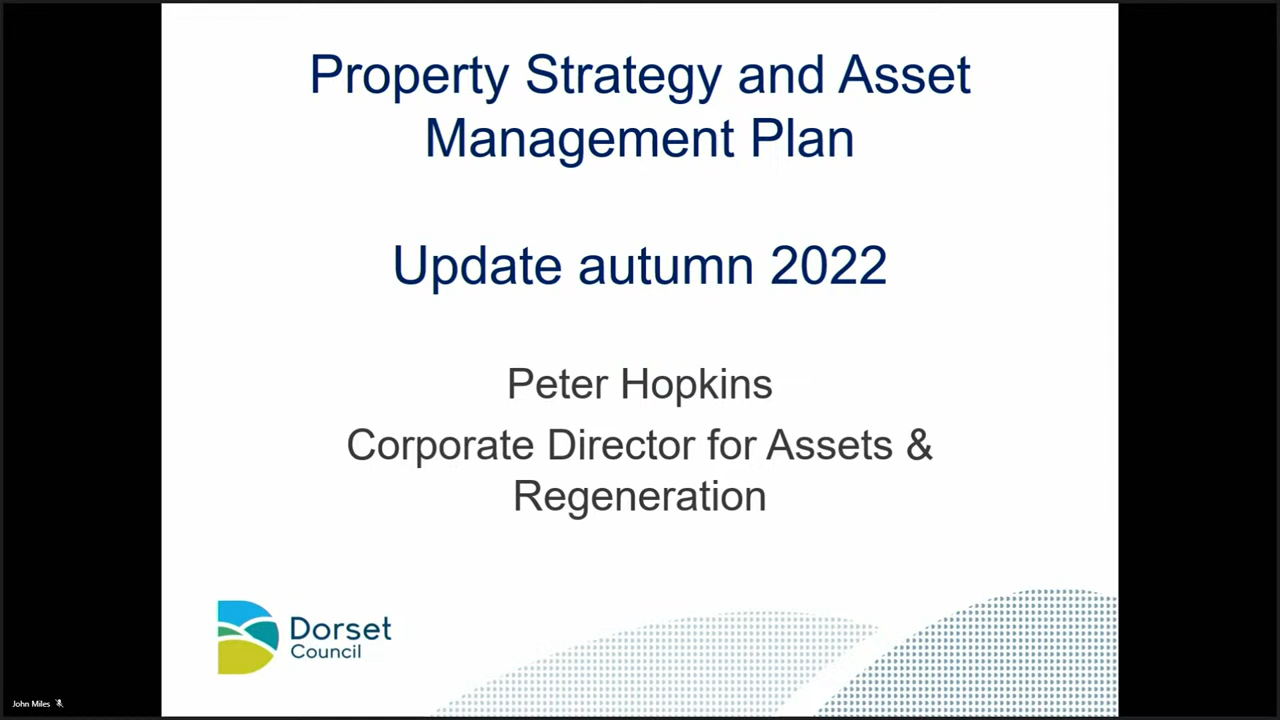 Property Strategy and Asset
Management Plan
Update autumn 2022
Peter Hopkins
Corporate Director for Assets &
Regeneration
Dorset
Council
John Miles